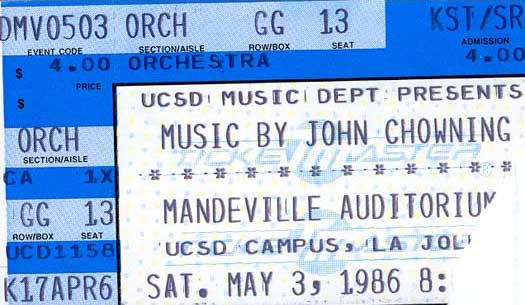 DMV0503 ORCH GG 13 KST/SR
EVENT CODE SECTION/AISLE ROW/BOX SEAT ADMISSION
$ 4.00 ORCHESTRA 4.00
PRICE
$
UCSD MUSIC DEPT PRESENTS
ORCH
MUSIC BY JOHN CHOWNING
SECTION/AISLE
TICKETMASTER
CA 1X
* * * * * * * * * * *
GG 13
MANDEVILLE AUDITORIUM
ROW/BOX SEAT
UCD1158
UCSD CAMPUS, LA JOL
K17APR6
SAT. MAY 3, 1986 8: